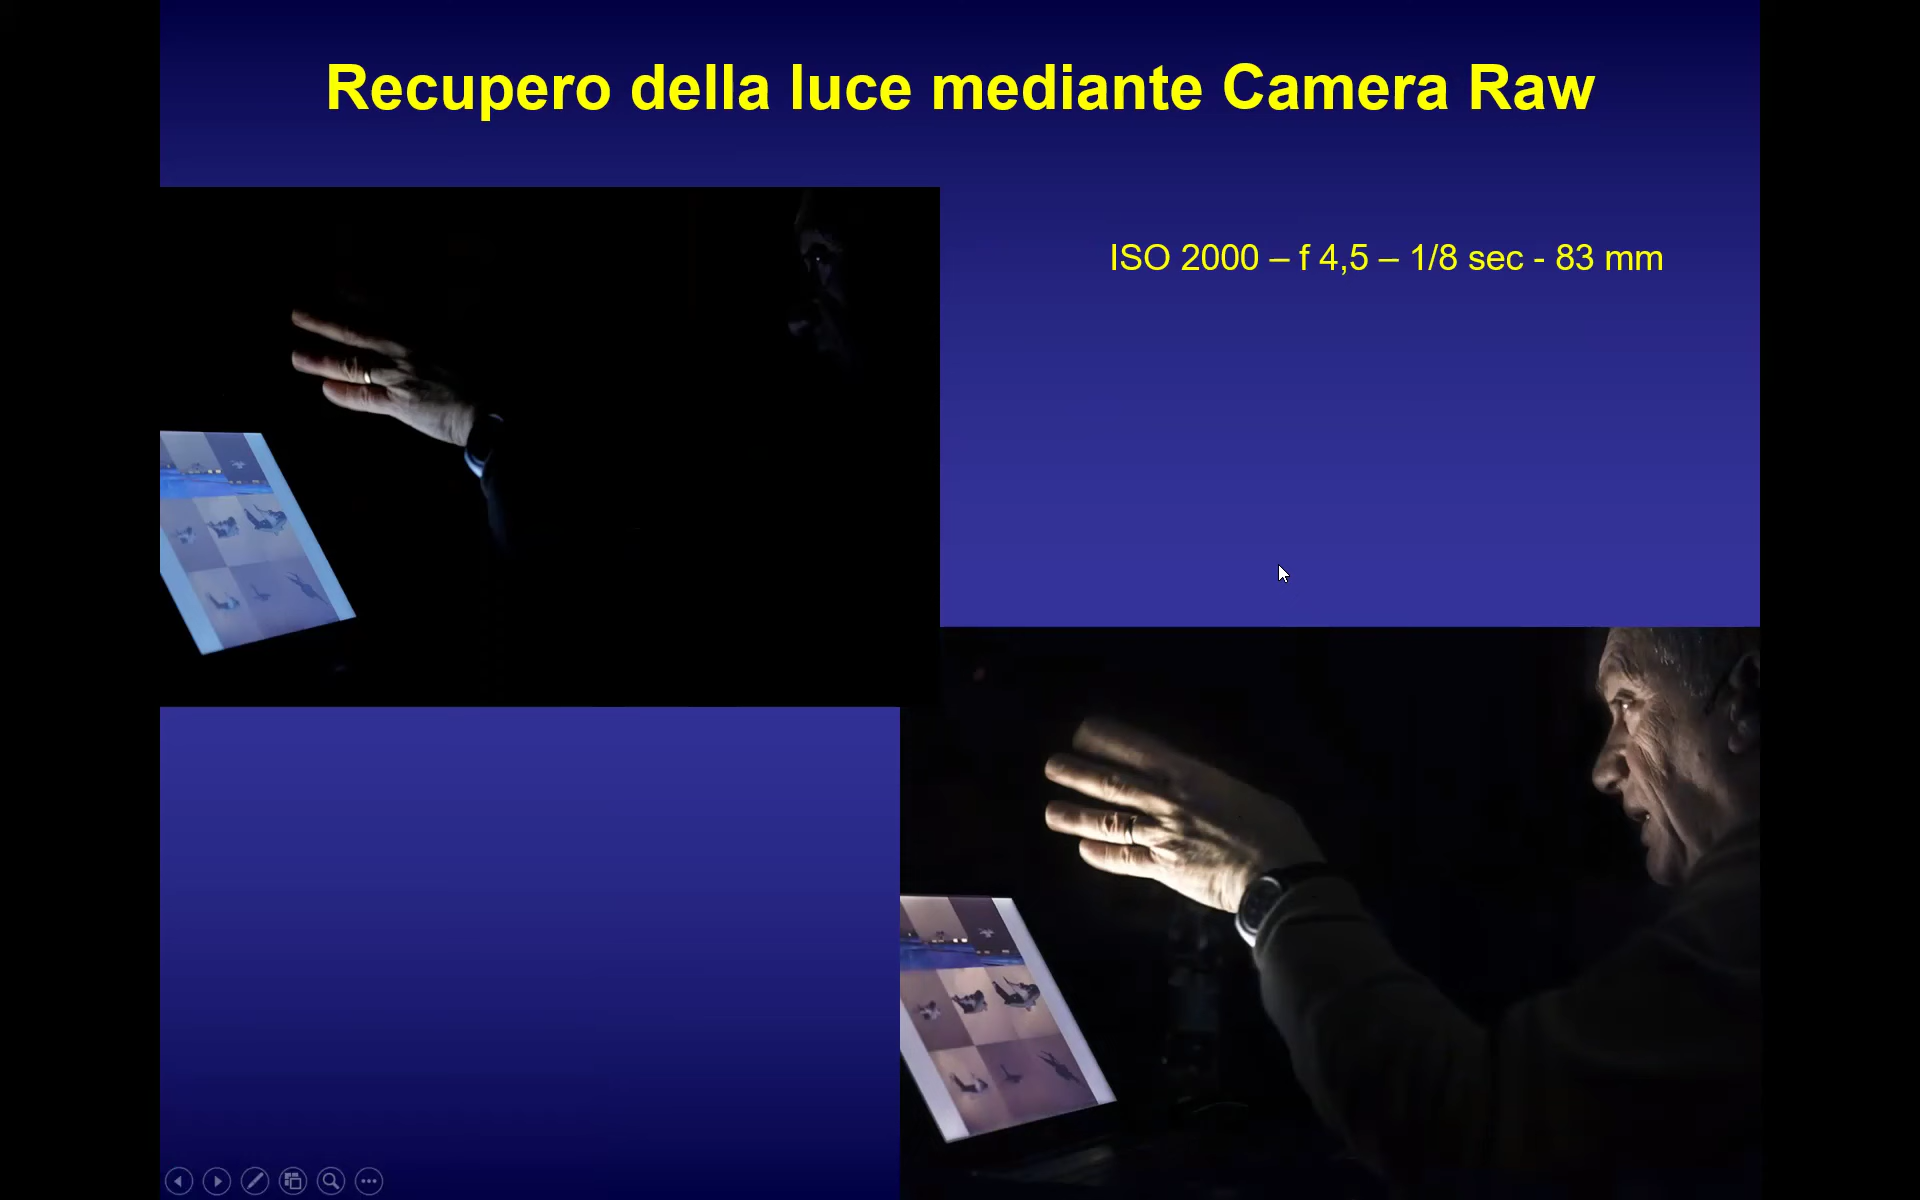 Recupero della luce mediante Camera Raw
ISO 2000 – f 4,5 – 1/8 sec - 83 mm